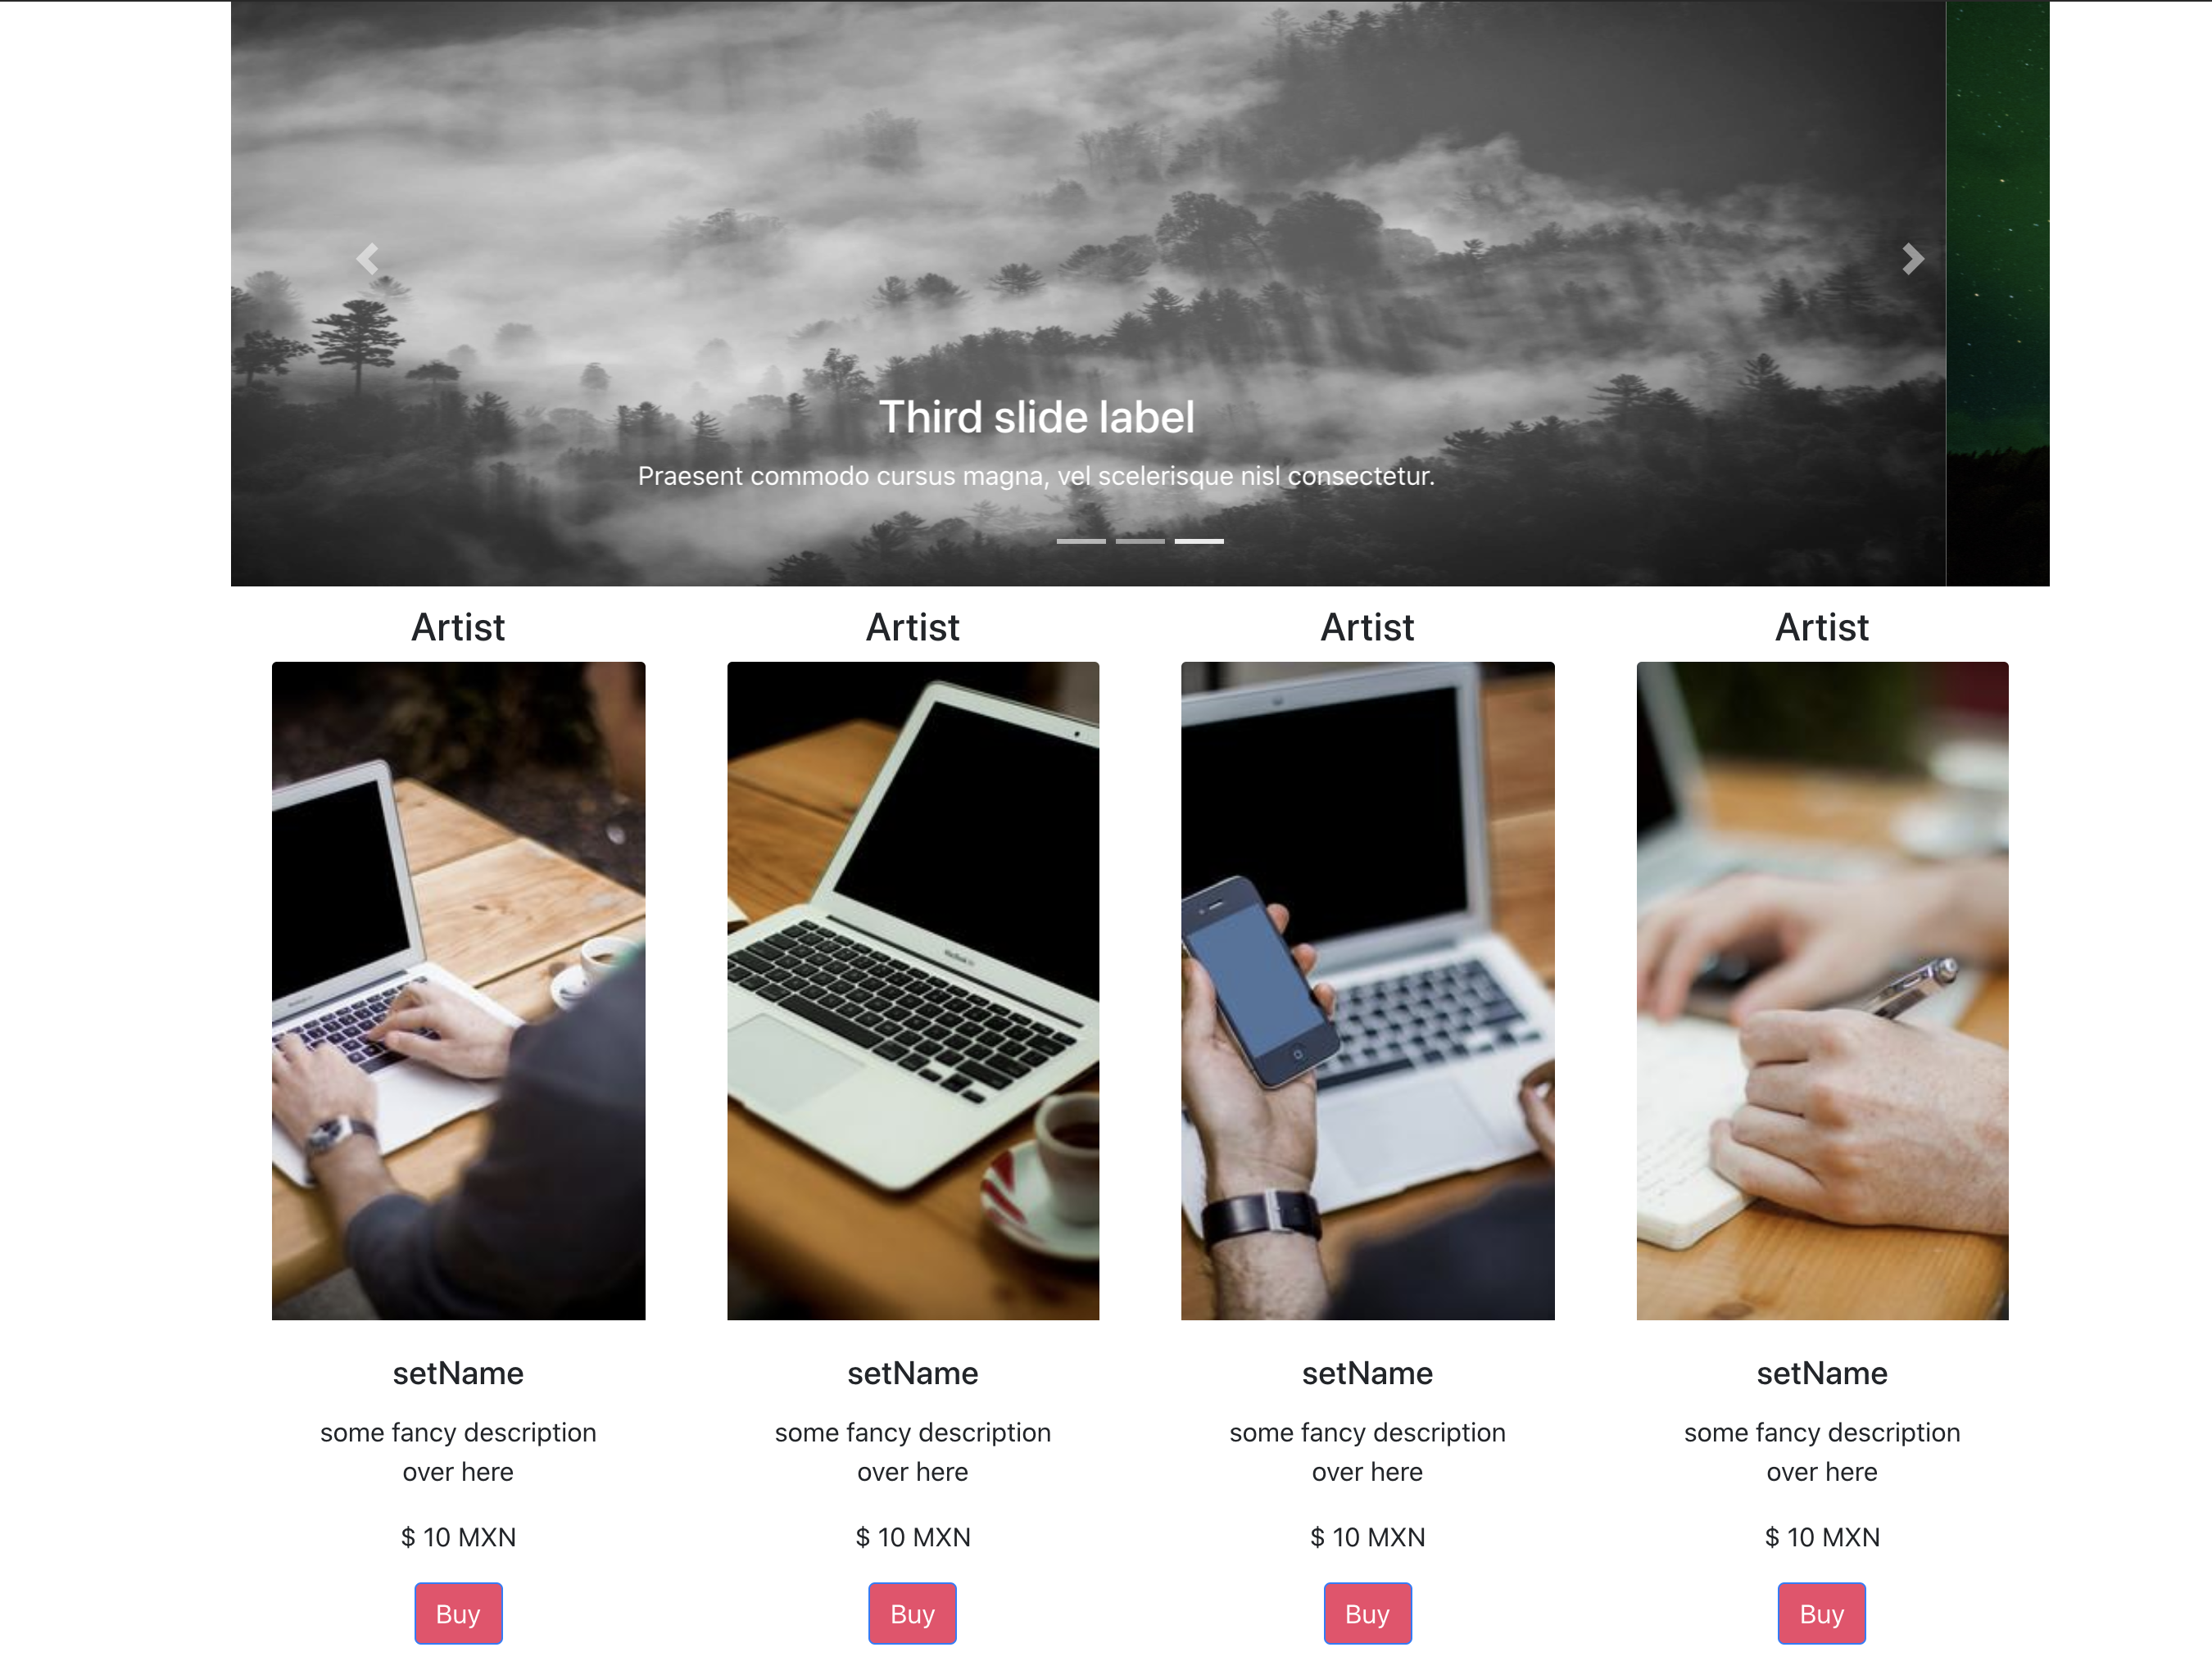 Third slide label
Praesent commodo cursus magna, vel scelerisque nisl consectetur.
Artist
Artist
Artist
Artist
setName
setName
setName
setName
some fancy description
over here
some fancy description
over here
some fancy description
over here
some fancy description
over here
$ 10 MXN
$ 10 MXN
$ 10 MXN
$ 10 MXN
Buy
Buy
Buy
Buy